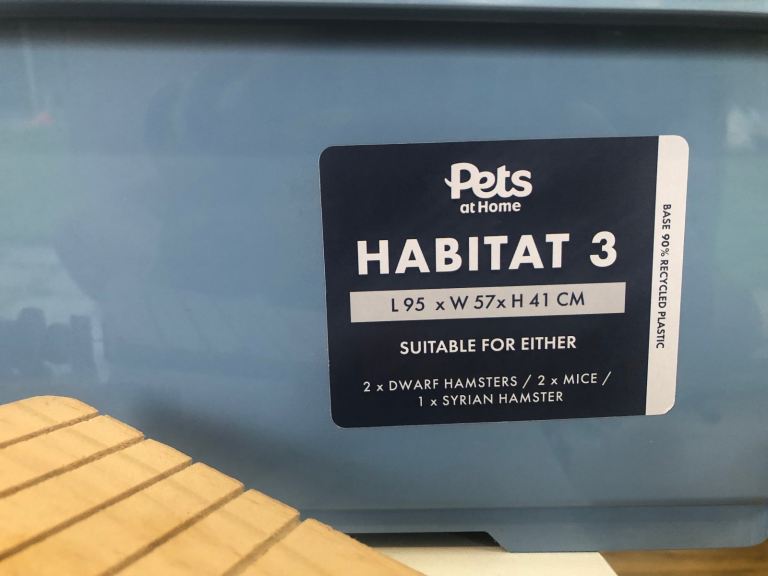 Pets
at Home
HABITAT 3
L 95 x W 57x H 41 CM
SUITABLE FOR EITHER
2 x DWARF HAMSTERS / 2 x MICE /
1 x SYRIAN HAMSTER
BASE 90% RECYCLED PLASTIC